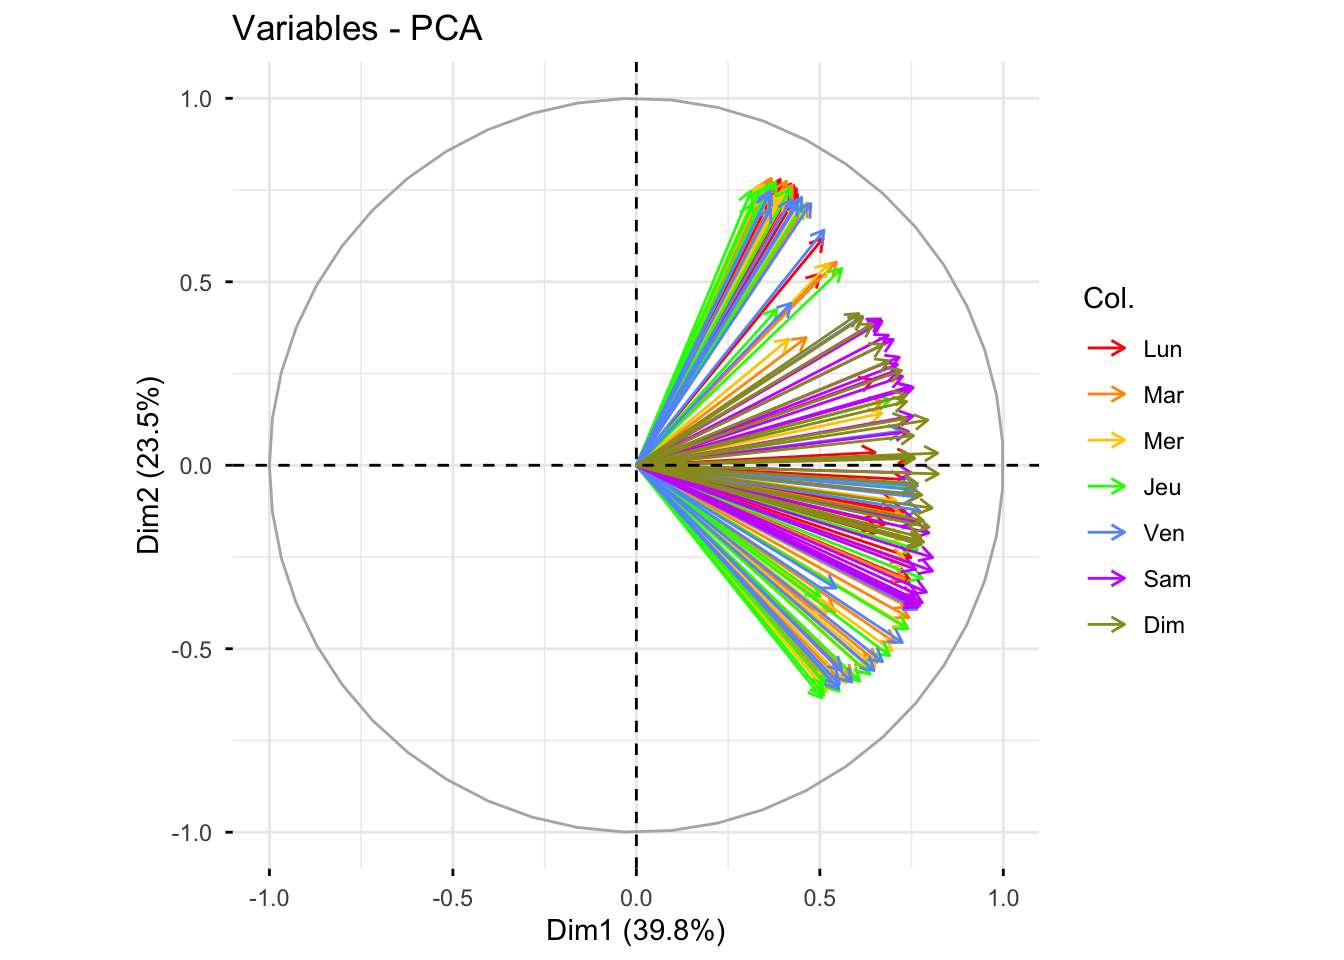 Variables - PCA
1.0
0.5
0.0
-0.5
-1.0
Dim2 (23.5%)
-1.0
-0.5
0.0
0.5
1.0
Dim1 (39.8%)
Col.
Lun
Mar
Mer
Jeu
Ven
Sam
Dim